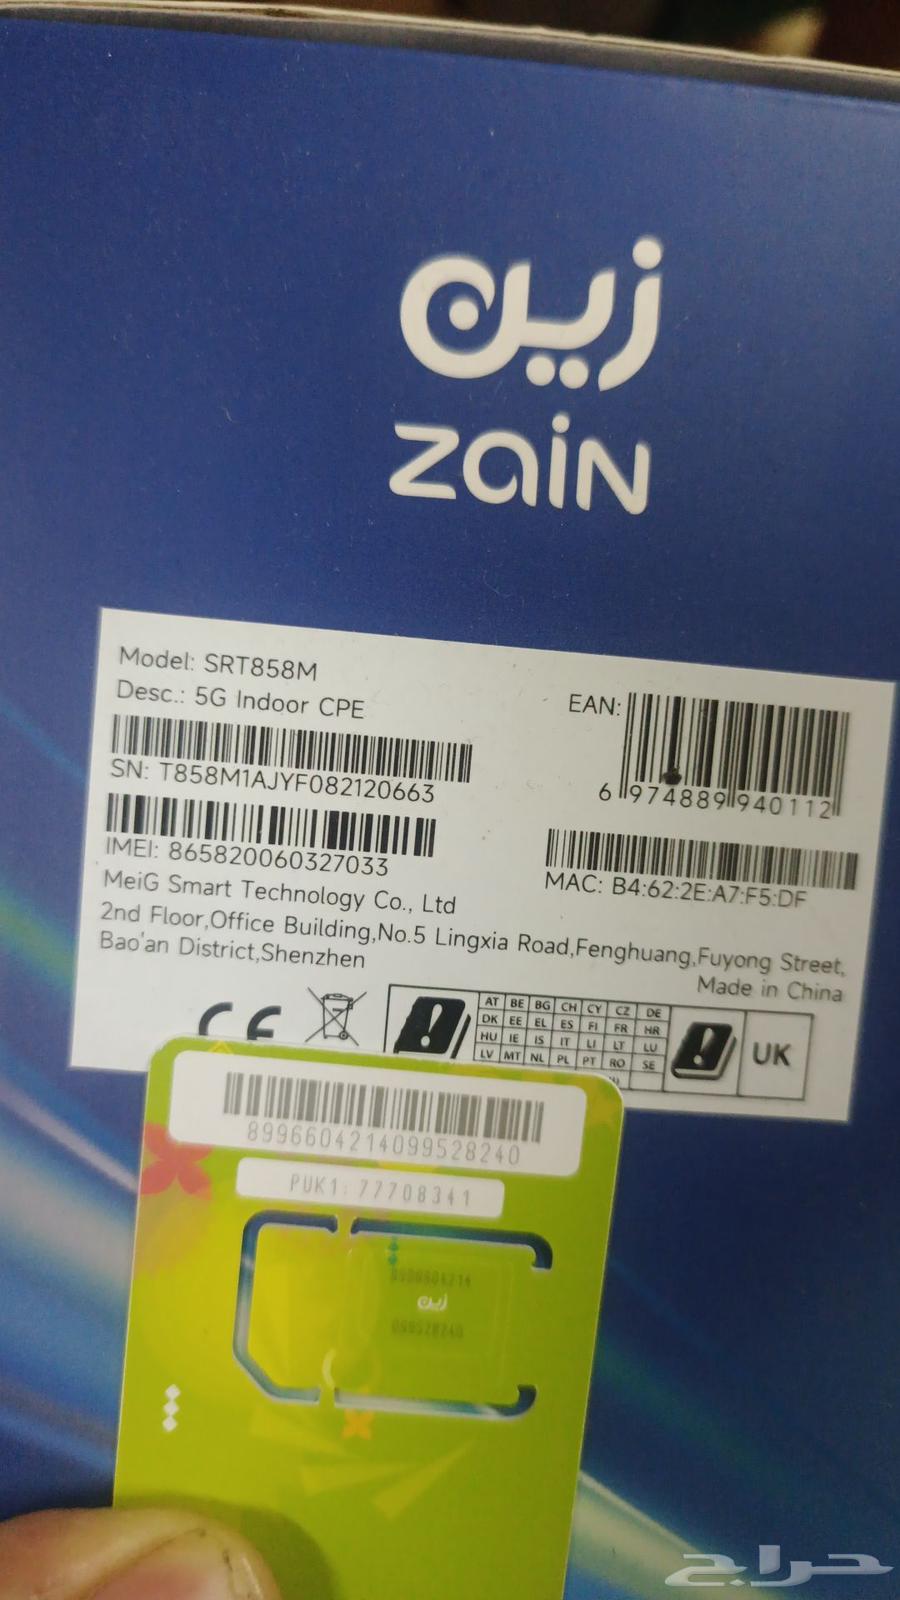 زين
zain
Model: SRT858M
Desc.: 5G Indoor CPE
SN: T858M1AJYF082120663
IMEI: 865820060327033
EAN:
6 974889 940112
MAC: B4:62:2E:A7:F5:DF
MeiG Smart Technology Co., Ltd
2nd Floor,Office Building,No.5 Lingxia Road,Fenghuang,Fuyong Street,
Bao'an District,Shenzhen
Made in China
CE
AT BE BG CH CY CZ DE
DK EE EL ES FI FR HR
HU IE IS IT LI LT LU
LV MT NL PL PT RO SE
UK
8996604214099528240
PUK1: 77708341
8996604214
زين
099528240
حراج